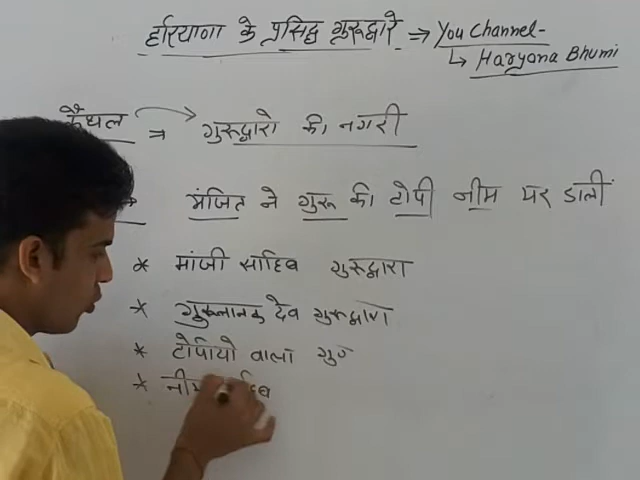 हरियाणा के प्रसिद्ध गुरूद्वारे ⇒ You Channel-
↳ Haryana Bhumi
कैथल ⇒ गुरूद्वारो की नगरी
→ मंजित ने गुरू की टोपी नीम पर डाली
* मांजी साहिब गुरूद्वारा
* गुरूनानक देव गुरूद्वारा
* टोपीयो वाला गुरु
* नीम